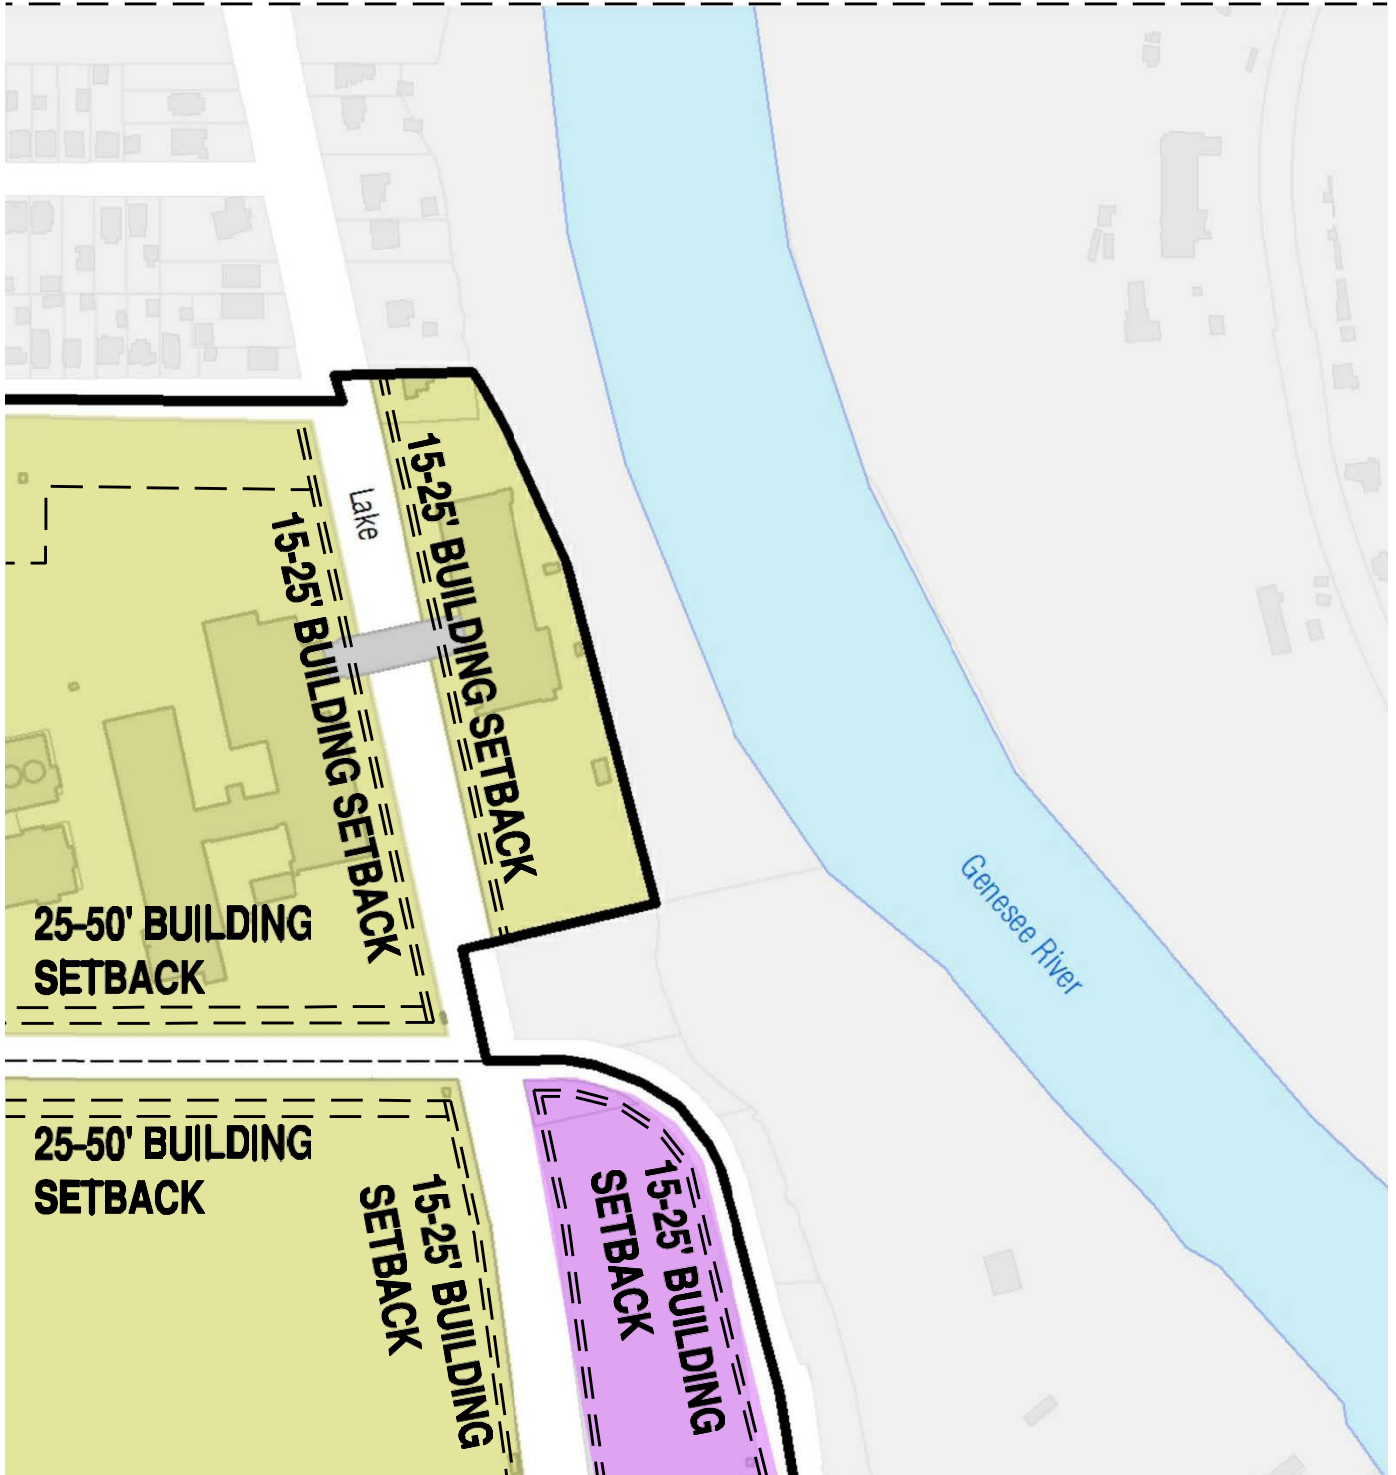 15-25' BUILDING SETBACK
Lake
15-25' BUILDING SETBACK
Genesee River
25-50' BUILDING
SETBACK
25-50' BUILDING
SETBACK
15-25' BUILDING
SETBACK
15-25' BUILDING
SETBACK